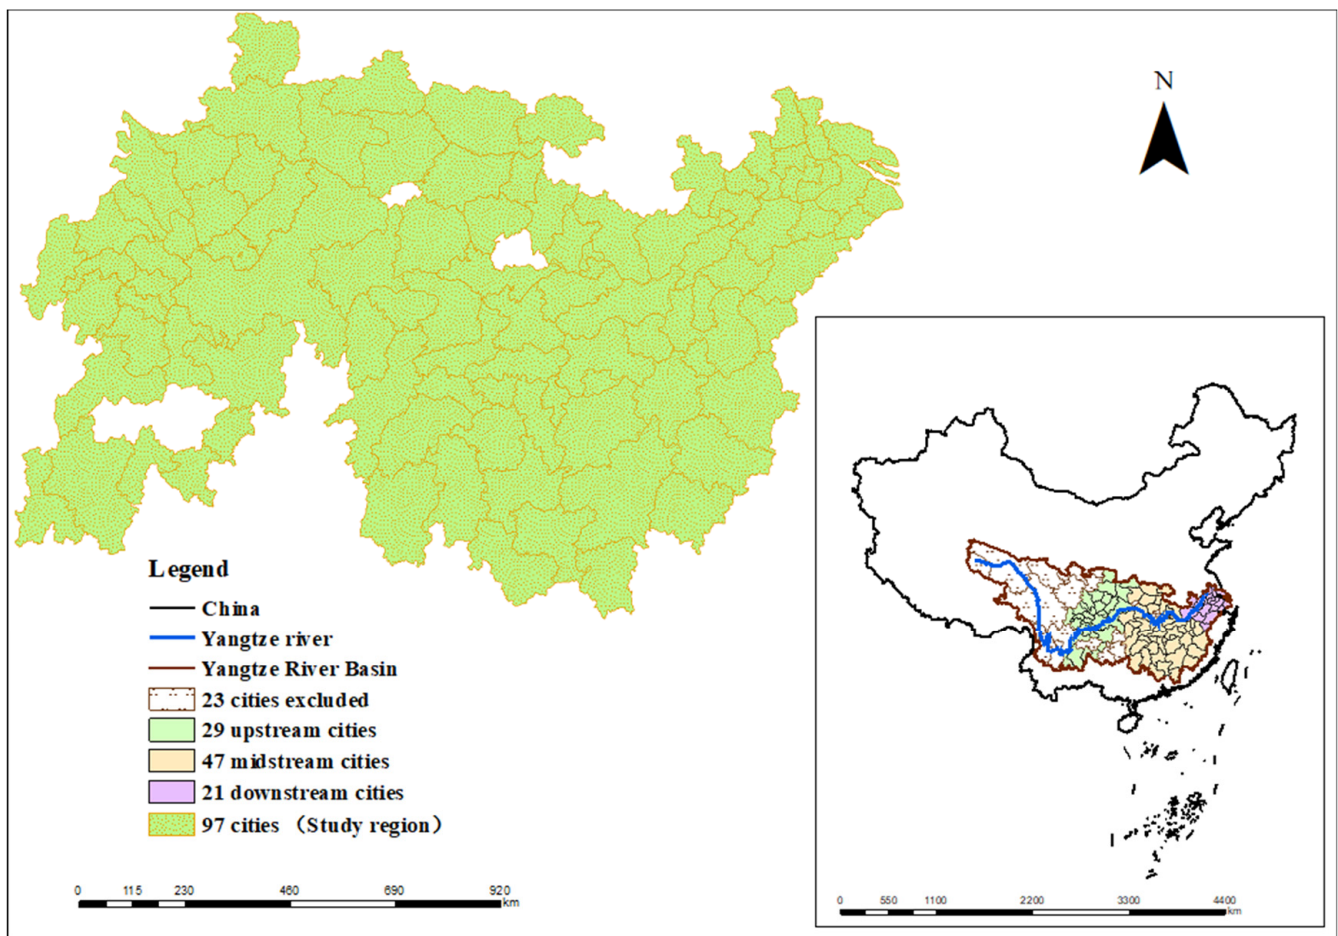 N
Legend
China
Yangtze river
Yangtze River Basin
23 cities excluded
29 upstream cities
47 midstream cities
21 downstream cities
97 cities （Study region）
0 115 230 460 690 920
km
0 550 1100 2200 3300 4400
km